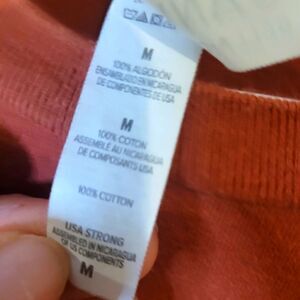 M
100% ALGODÓN
ENSAMBLADO EN NICARAGUA
DE COMPONENTES DE USA
M
100% COTON
ASSEMBLÉ AU NICARAGUA
DE COMPOSANTS USA
100% COTTON
USA STRONG
ASSEMBLED IN NICARAGUA
OF US COMPONENTS
M